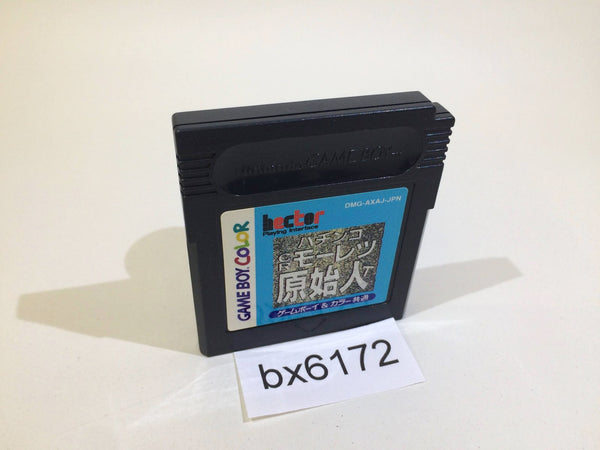 Nintendo GAME BOY
DMG-AXAJ-JPN
hector
Playing Interface
パチンコ
CR モーレツ
原始人T
ゲームボーイ & カラー共通
GAME BOY COLOR
bx6172